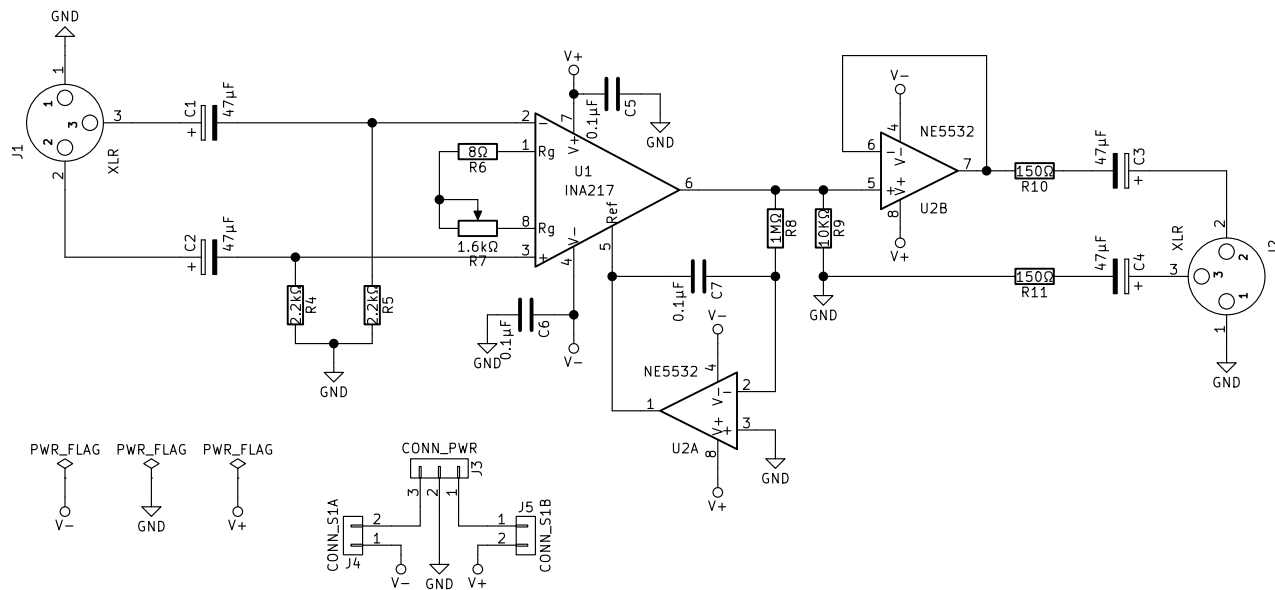 GND
1
1
3
2
3
2
J1
XLR
C1
+
47µF
C2
+
47µF
2.2kΩ
R4
2.2kΩ
R5
GND
8Ω
R6
1.6kΩ
R7
2
1
8
3
-
Rg
Rg
+
U1
INA217
V+
7
V+
0.1µF
C5
GND
6
Ref
5
V-
4
V-
0.1µF
C6
GND
1MΩ
R8
10KΩ
R9
GND
0.1µF
C7
V-
4
V-
NE5532
1
2
-
3
+
V+
8
U2A
V+
GND
V-
4
V-
NE5532
6
-
5
+
7
V+
8
U2B
V+
150Ω
R10
47µF
C3
+
150Ω
R11
47µF
C4
+
XLR
2
3
2
3
1
1
J2
GND
PWR_FLAG
V-
PWR_FLAG
GND
PWR_FLAG
V+
CONN_PWR
J3
3
2
1
CONN_S1A
2
1
J4
V-
GND
J5
1
2
CONN_S1B
V+